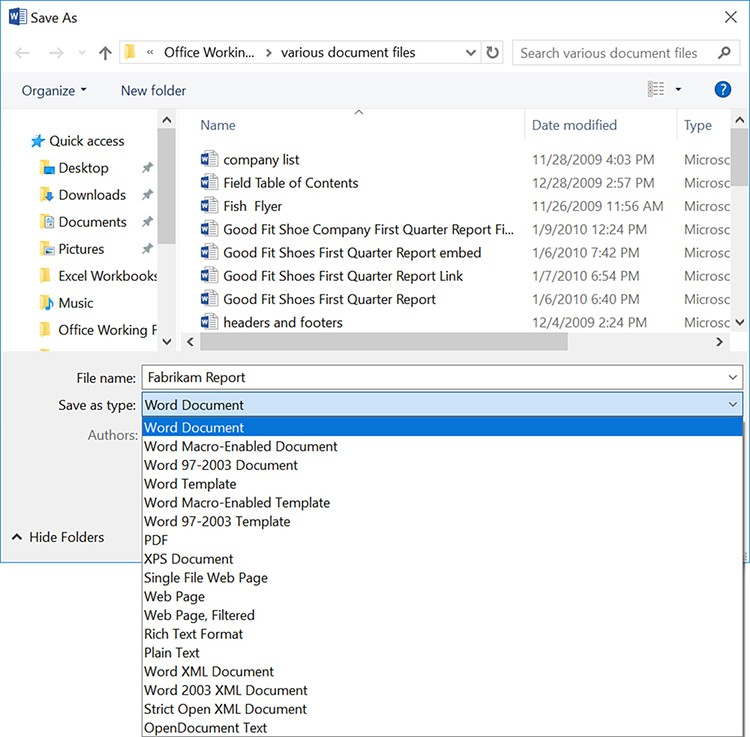 Save As
« Office Workin... > various document files
Search various document files
Organize
New folder
?
Name
Date modified
Type
Quick access
Desktop
Downloads
Documents
Pictures
Excel Workbooks
Music
Office Working F
company list 11/28/2009 4:03 PM Microsc
Field Table of Contents 12/28/2009 2:57 PM Microsc
Fish Flyer 11/26/2009 11:56 AM Microsc
Good Fit Shoe Company First Quarter Report Fi... 1/9/2010 12:24 PM Microsc
Good Fit Shoes First Quarter Report embed 1/6/2010 7:42 PM Microsc
Good Fit Shoes First Quarter Report Link 1/7/2010 6:54 PM Microsc
Good Fit Shoes First Quarter Report 1/6/2010 6:40 PM Microsc
headers and footers 12/4/2009 2:24 PM Microsc
File name: Fabrikam Report
Save as type: Word Document
Authors:
Word Document
Word Macro-Enabled Document
Word 97-2003 Document
Word Template
Word Macro-Enabled Template
Word 97-2003 Template
PDF
XPS Document
Single File Web Page
Web Page
Web Page, Filtered
Rich Text Format
Plain Text
Word XML Document
Word 2003 XML Document
Strict Open XML Document
OpenDocument Text
Hide Folders